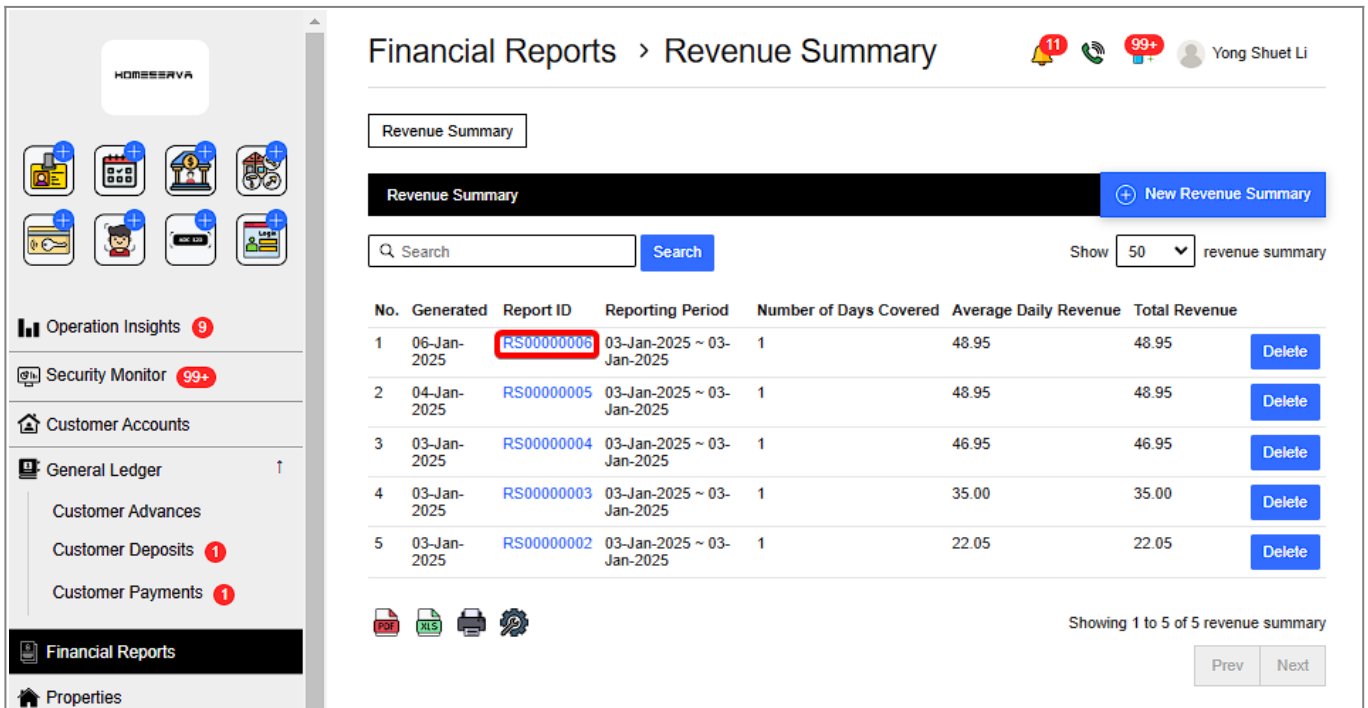 HOMESERVA
Financial Reports > Revenue Summary
11
99+
Yong Shuet Li
Revenue Summary
Revenue Summary
New Revenue Summary
Search
Search
Show 50 revenue summary
No. Generated Report ID Reporting Period Number of Days Covered Average Daily Revenue Total Revenue
1 06-Jan- RS00000006 03-Jan-2025 ~ 03- 1 48.95 48.95 Delete
2025 Jan-2025
2 04-Jan- RS00000005 03-Jan-2025 ~ 03- 1 48.95 48.95 Delete
2025 Jan-2025
3 03-Jan- RS00000004 03-Jan-2025 ~ 03- 1 46.95 46.95 Delete
2025 Jan-2025
4 03-Jan- RS00000003 03-Jan-2025 ~ 03- 1 35.00 35.00 Delete
2025 Jan-2025
5 03-Jan- RS00000002 03-Jan-2025 ~ 03- 1 22.05 22.05 Delete
2025 Jan-2025
PDF
XLS
Showing 1 to 5 of 5 revenue summary
Prev Next
ABC 123
Login
Operation Insights 9
Security Monitor 99+
Customer Accounts
General Ledger ↑
Customer Advances
Customer Deposits 1
Customer Payments 1
Financial Reports
Properties